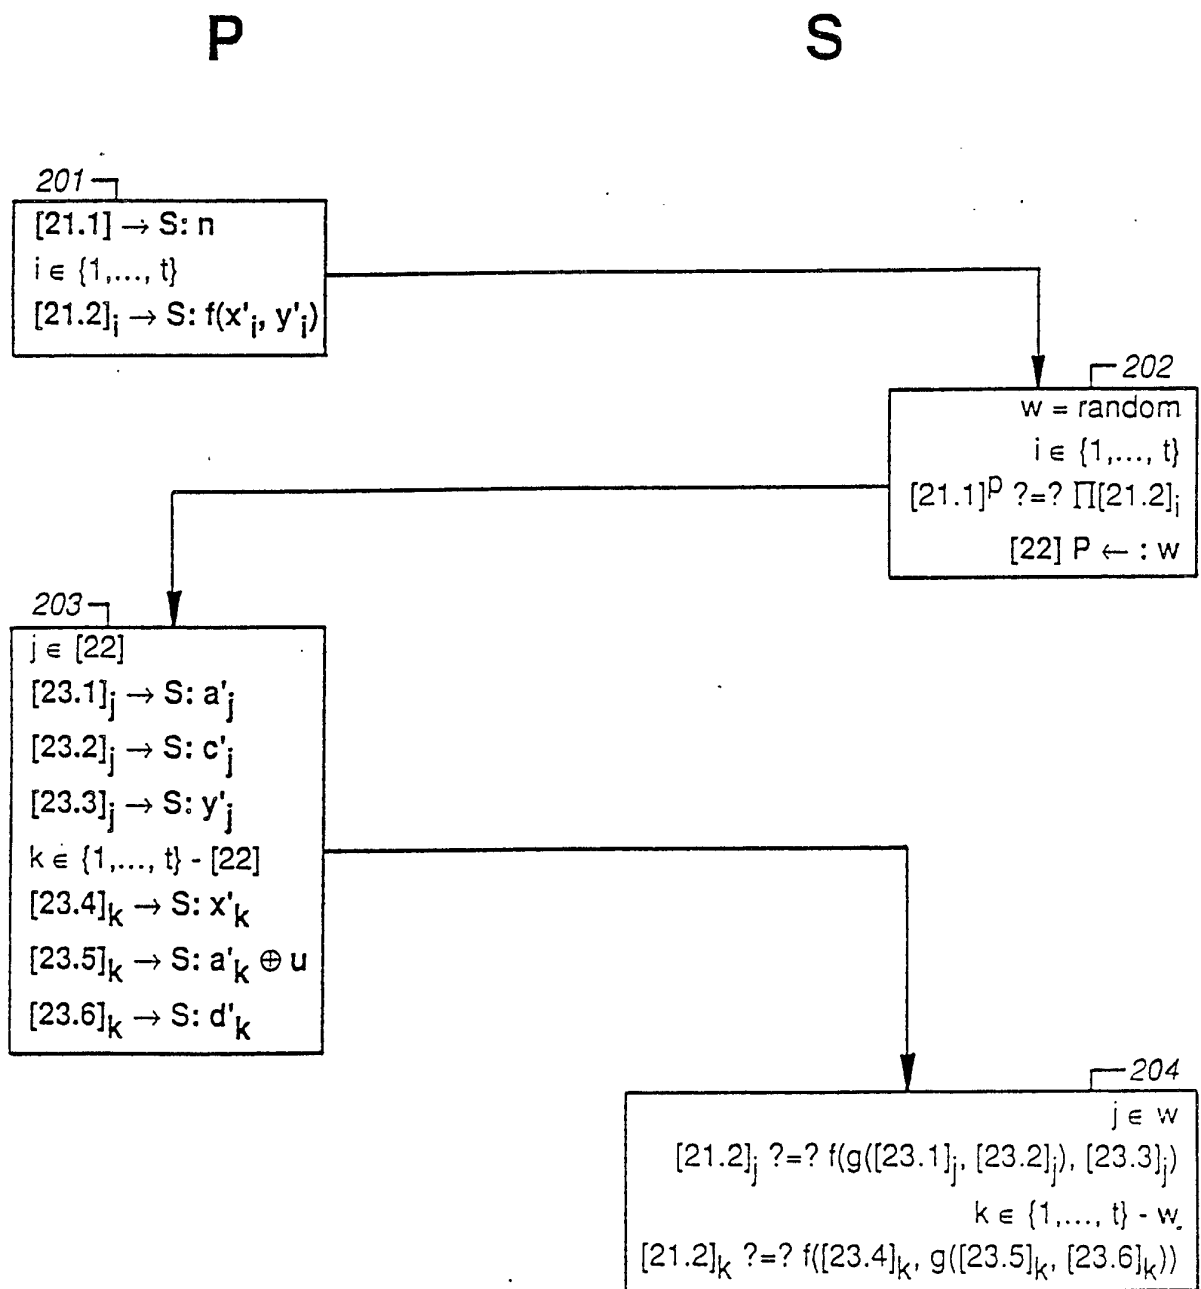 P
S
201
[21.1] → S: n
i ∈ {1,..., t}
[21.2]i → S: f(x'i, y'i)
202
w = random
i ∈ {1,..., t}
[21.1]p ?=? ∏[21.2]i
[22] P ← : w
203
j ∈ [22]
[23.1]j → S: a'j
[23.2]j → S: c'j
[23.3]j → S: y'j
k ∈ {1,..., t} - [22]
[23.4]k → S: x'k
[23.5]k → S: a'k ⊕ u
[23.6]k → S: d'k
204
j ∈ w
[21.2]j ?=? f(g([23.1]j, [23.2]j), [23.3]j)
k ∈ {1,..., t} - w
[21.2]k ?=? f([23.4]k, g([23.5]k, [23.6]k))